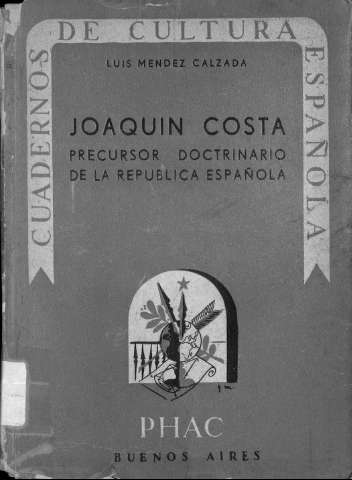 CUADERNOS DE CULTURA ESPAÑOLA
LUIS MENDEZ CALZADA
JOAQUIN COSTA
PRECURSOR DOCTRINARIO
DE LA REPUBLICA ESPAÑOLA
PHAC
BUENOS AIRES